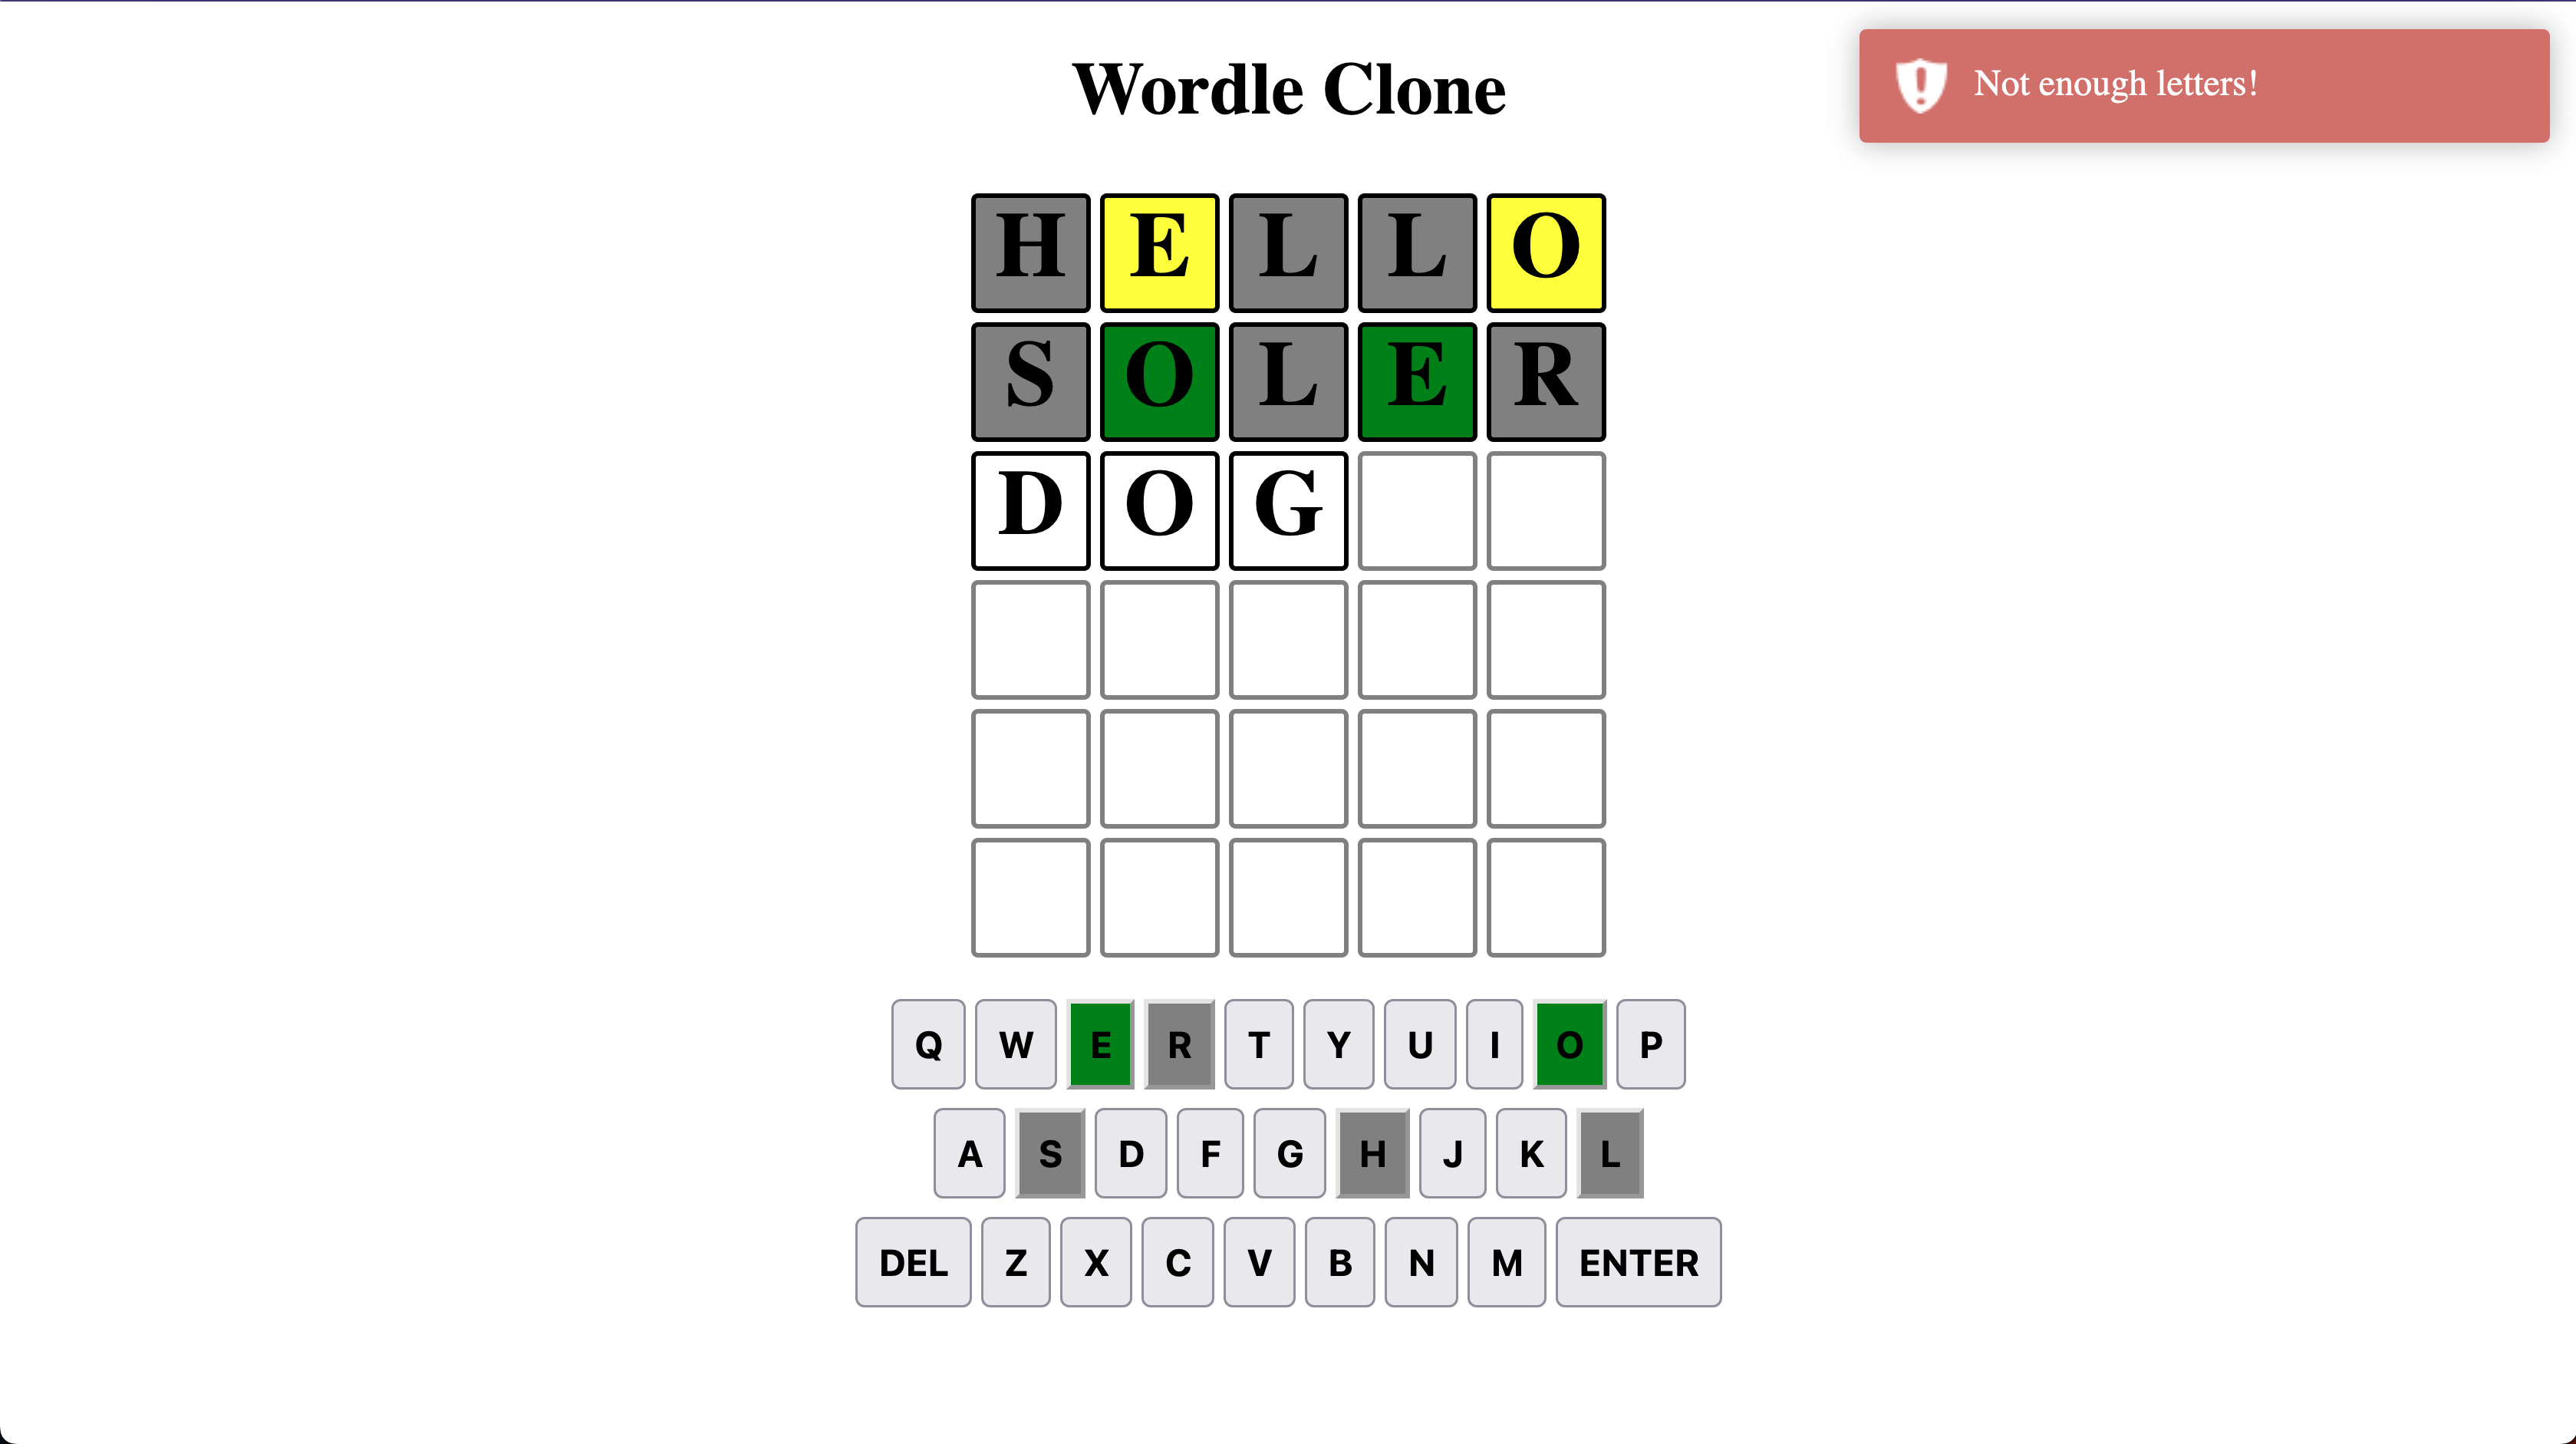 Wordle Clone
Not enough letters!
H E L L O
S O L E R
D O G
Q W E R T Y U I O P
A S D F G H J K L
DEL Z X C V B N M ENTER